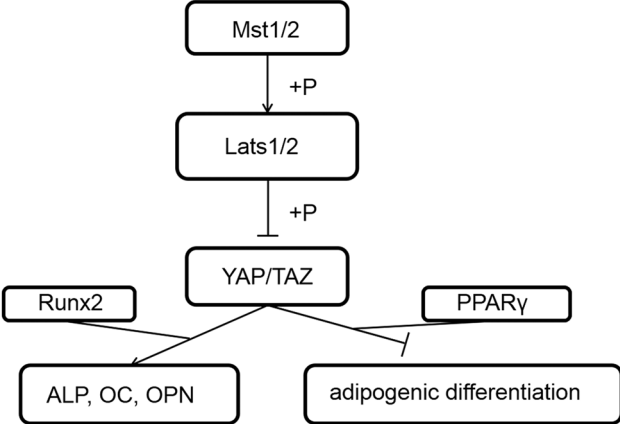 Mst1/2
+P
Lats1/2
+P
YAP/TAZ
Runx2
PPARγ
ALP, OC, OPN
adipogenic differentiation